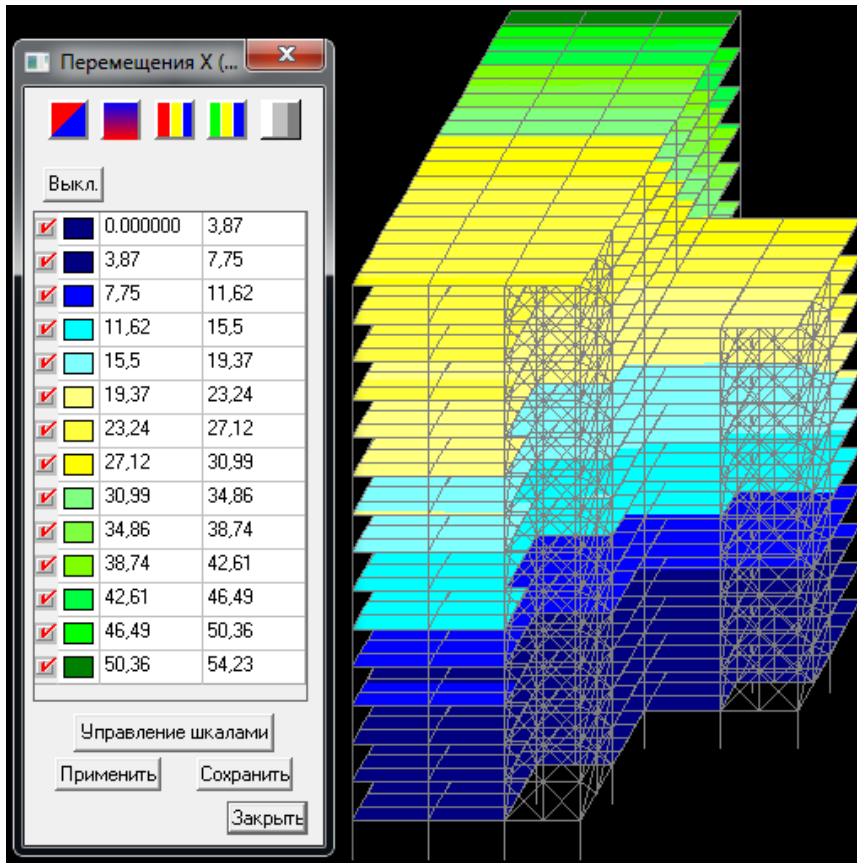 Перемещения X (...
Выкл.
0.000000 3,87
3,87 7,75
7,75 11,62
11,62 15,5
15,5 19,37
19,37 23,24
23,24 27,12
27,12 30,99
30,99 34,86
34,86 38,74
38,74 42,61
42,61 46,49
46,49 50,36
50,36 54,23
Управление шкалами
Применить Сохранить
Закрыть